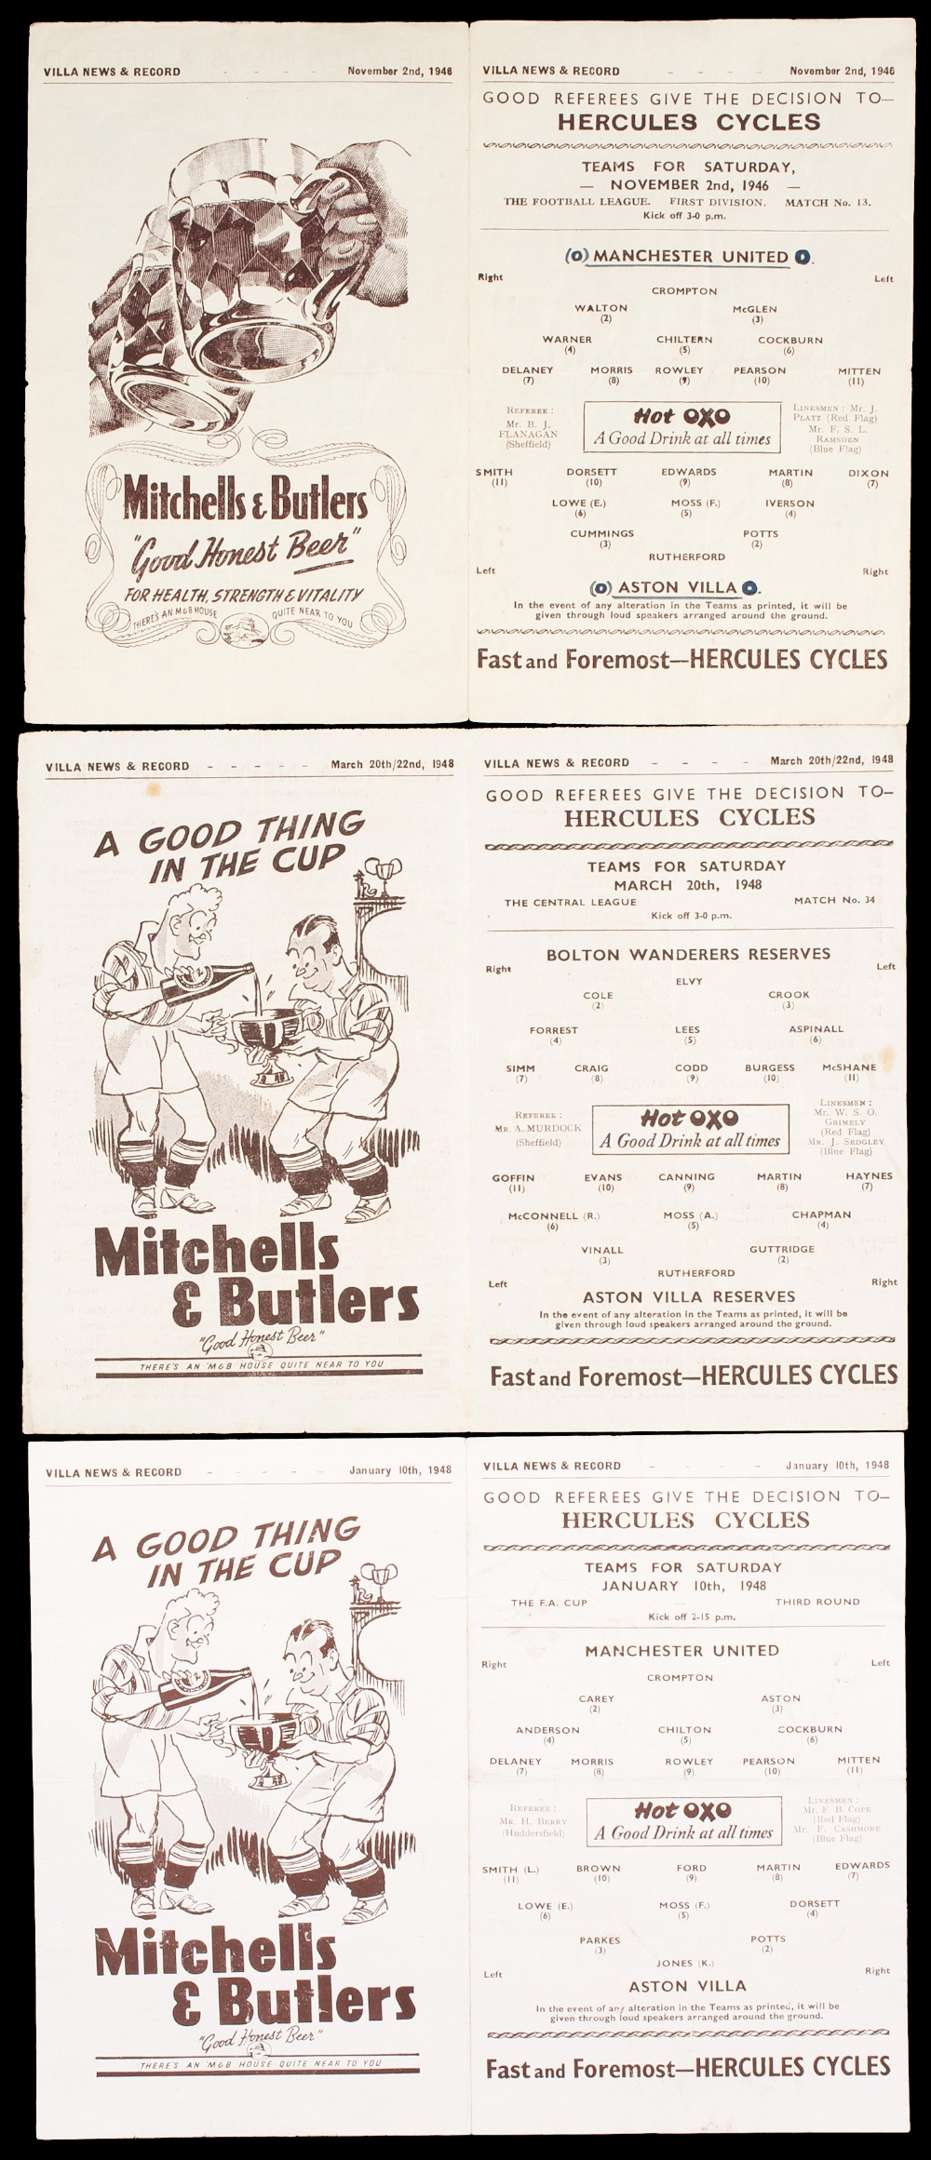 VILLA NEWS & RECORD - - - - November 2nd, 1946
Mitchells & Butlers
"Good Honest Beer"
FOR HEALTH, STRENGTH & VITALITY
THERE'S AN M&B HOUSE QUITE NEAR TO YOU
VILLA NEWS & RECORD - - - - November 2nd, 1946
GOOD REFEREES GIVE THE DECISION TO—
HERCULES CYCLES
TEAMS FOR SATURDAY,
— NOVEMBER 2nd, 1946 —
THE FOOTBALL LEAGUE. FIRST DIVISION. MATCH No. 13.
Kick off 3-0 p.m.
(0) MANCHESTER UNITED 0.
Right Left
CROMPTON
WALTON McGLEN
(2) (3)
WARNER CHILTERN COCKBURN
(4) (5) (6)
DELANEY MORRIS ROWLEY PEARSON MITTEN
(7) (8) (9) (10) (11)
REFEREE :
Mr. B. J.
FLANAGAN
(Sheffield)
Hot OXO
A Good Drink at all times
LINESMEN : Mr. J.
PLATT (Red Flag)
Mr. F. S. L.
RAMSDEN
(Blue Flag)
SMITH DORSETT EDWARDS MARTIN DIXON
(11) (10) (9) (8) (7)
LOWE (E.) MOSS (F.) IVERSON
(6) (5) (4)
CUMMINGS POTTS
(3) (2)
RUTHERFORD
Left Right
(0) ASTON VILLA 0.
In the event of any alteration in the Teams as printed, it will be
given through loud speakers arranged around the ground.
Fast and Foremost—HERCULES CYCLES
VILLA NEWS & RECORD - - - - - March 20th/22nd, 1948
A GOOD THING
IN THE CUP
Mitchells
& Butlers
"Good Honest Beer"
THERE'S AN M&B HOUSE QUITE NEAR TO YOU
VILLA NEWS & RECORD - - - - March 20th/22nd, 1948
GOOD REFEREES GIVE THE DECISION TO—
HERCULES CYCLES
TEAMS FOR SATURDAY
MARCH 20th, 1948
THE CENTRAL LEAGUE MATCH No. 34
Kick off 3-0 p.m.
BOLTON WANDERERS RESERVES
Right Left
ELVY
COLE CROOK
(2) (3)
FORREST LEES ASPINALL
(4) (5) (6)
SIMM CRAIG CODD BURGESS McSHANE
(7) (8) (9) (10) (11)
REFEREE :
MR. A. MURDOCK
(Sheffield)
Hot OXO
A Good Drink at all times
LINESMEN :
Mr. W. S. O.
GRIMELY
(Red Flag)
Mr. J. SEDGLEY
(Blue Flag)
GOFFIN EVANS CANNING MARTIN HAYNES
(11) (10) (9) (8) (7)
McCONNELL (R.) MOSS (A.) CHAPMAN
(6) (5) (4)
VINALL GUTTRIDGE
(3) (2)
RUTHERFORD
Left Right
ASTON VILLA RESERVES
In the event of any alteration in the Teams as printed, it will be
given through loud speakers arranged around the ground.
Fast and Foremost—HERCULES CYCLES
VILLA NEWS & RECORD - - - - - January 10th, 1948
A GOOD THING
IN THE CUP
Mitchells
& Butlers
"Good Honest Beer"
THERE'S AN M&B HOUSE QUITE NEAR TO YOU
VILLA NEWS & RECORD - - - - January 10th, 1948
GOOD REFEREES GIVE THE DECISION TO—
HERCULES CYCLES
TEAMS FOR SATURDAY
JANUARY 10th, 1948
THE F.A. CUP THIRD ROUND
Kick off 2-15 p.m.
MANCHESTER UNITED
Right Left
CROMPTON
CAREY ASTON
(2) (3)
ANDERSON CHILTON COCKBURN
(4) (5) (6)
DELANEY MORRIS ROWLEY PEARSON MITTEN
(7) (8) (9) (10) (11)
REFEREE :
MR. H. BERRY
(Huddersfield)
Hot OXO
A Good Drink at all times
LINESMEN :
Mr. F. B. COPE
(Red Flag)
Mr. F. CASHMORE
(Blue Flag)
SMITH (L.) BROWN FORD MARTIN EDWARDS
(11) (10) (9) (8) (7)
LOWE (E.) MOSS (F.) DORSETT
(6) (5) (4)
PARKES POTTS
(3) (2)
JONES (K.)
Left Right
ASTON VILLA
In the event of any alteration in the Teams as printed, it will be
given through loud speakers arranged around the ground.
Fast and Foremost—HERCULES CYCLES